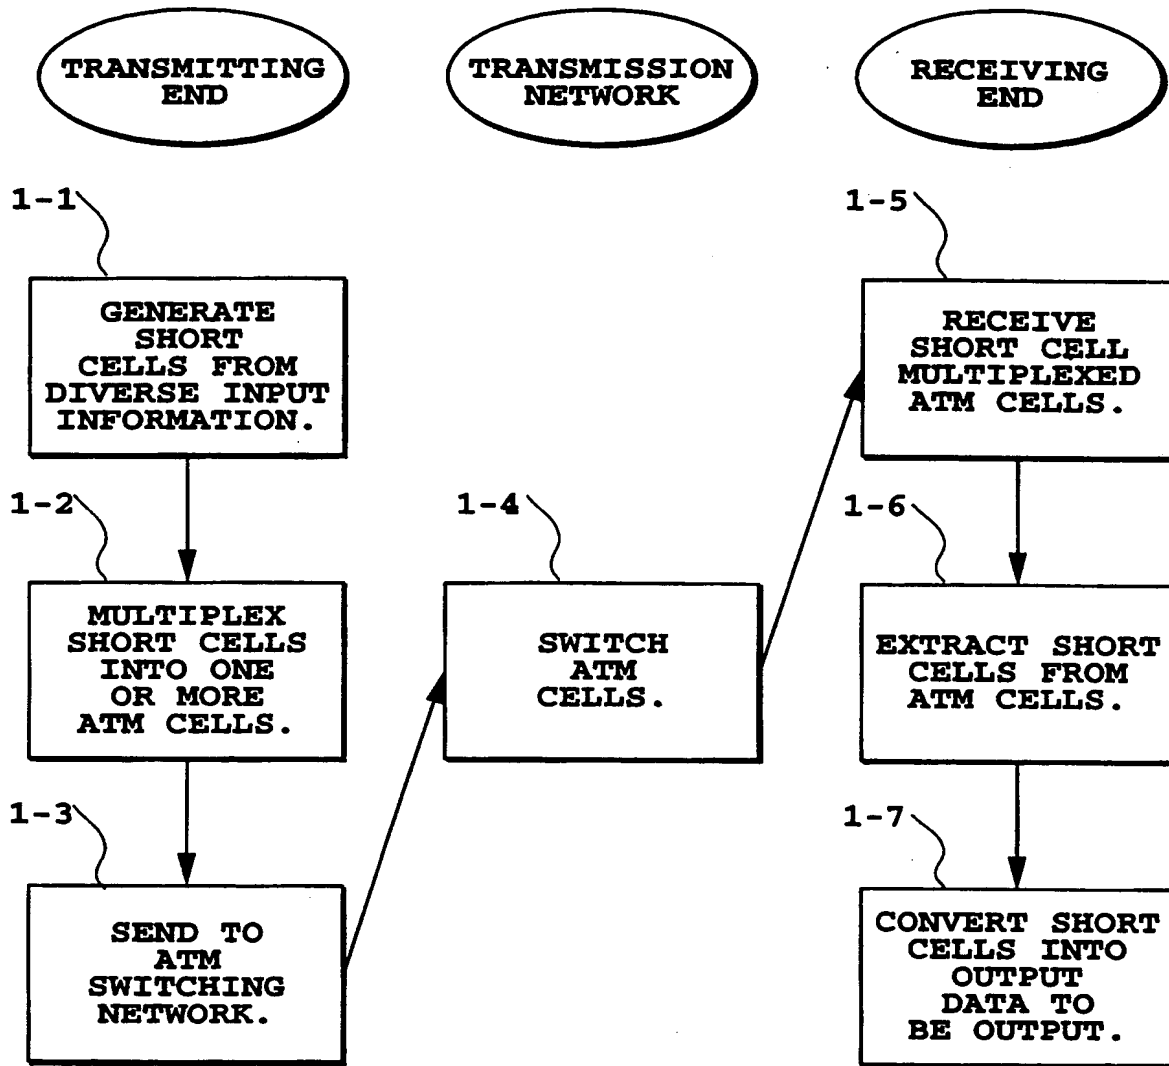 TRANSMITTING
END
TRANSMISSION
NETWORK
RECEIVING
END
1-1
GENERATE
SHORT
CELLS FROM
DIVERSE INPUT
INFORMATION.
1-2
MULTIPLEX
SHORT CELLS
INTO ONE
OR MORE
ATM CELLS.
1-3
SEND TO
ATM
SWITCHING
NETWORK.
1-4
SWITCH
ATM
CELLS.
1-5
RECEIVE
SHORT CELL
MULTIPLEXED
ATM CELLS.
1-6
EXTRACT SHORT
CELLS FROM
ATM CELLS.
1-7
CONVERT SHORT
CELLS INTO
OUTPUT
DATA TO
BE OUTPUT.